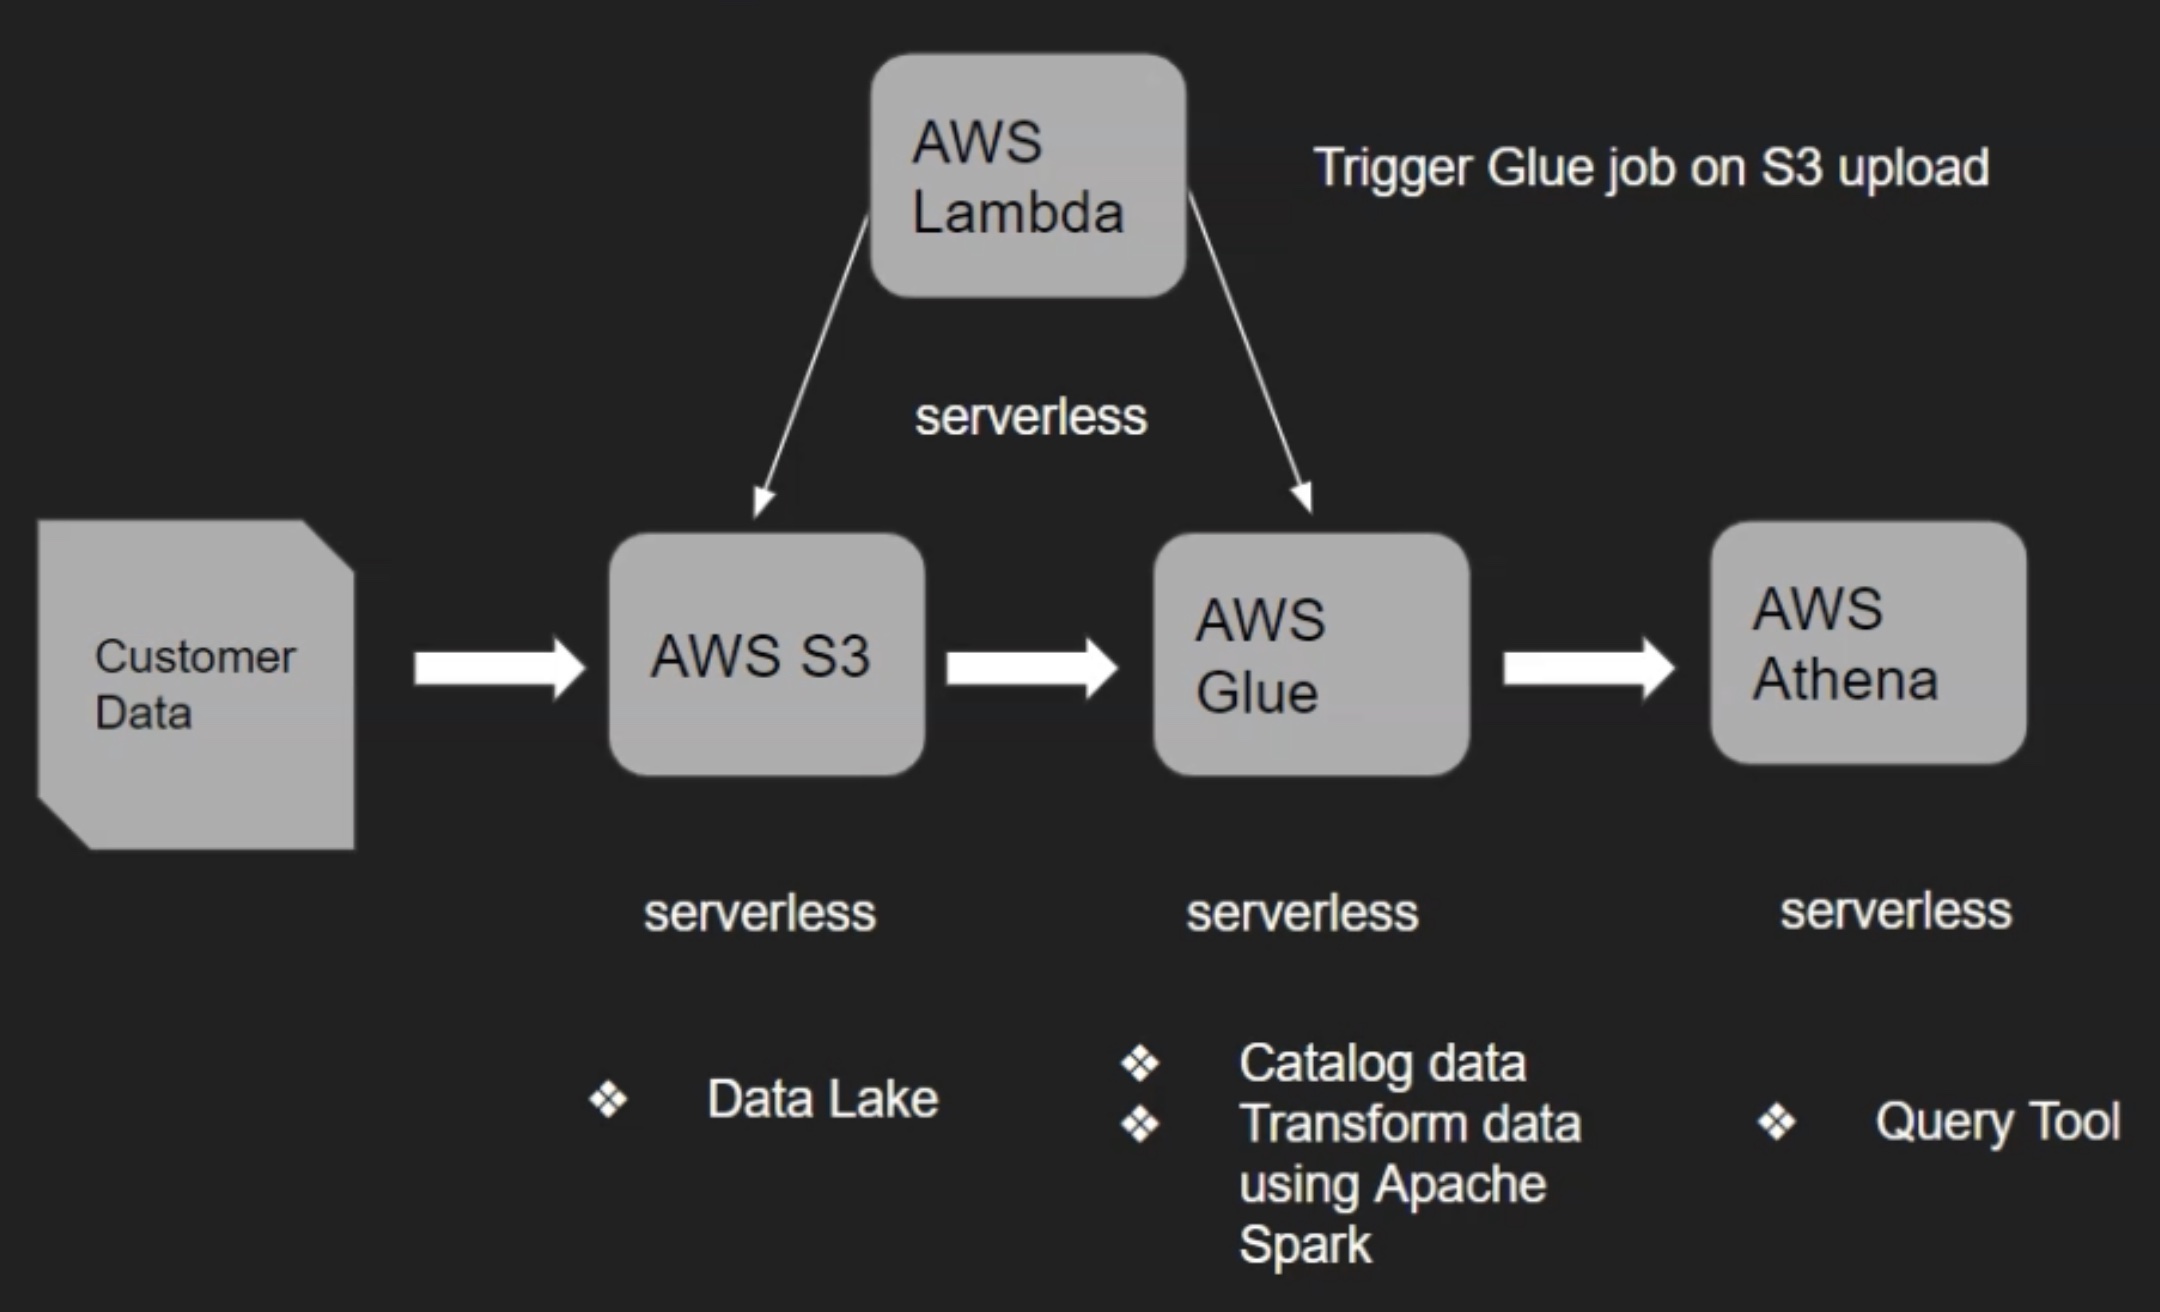 AWS
Lambda
Trigger Glue job on S3 upload
serverless
Customer
Data
AWS S3
AWS
Glue
AWS
Athena
serverless
serverless
serverless
Data Lake
Catalog data
Transform data
using Apache
Spark
Query Tool